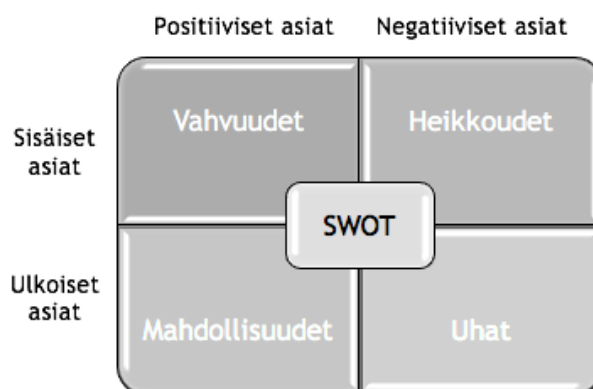 Positiiviset asiat Negatiiviset asiat
Vahvuudet Heikkoudet
Sisäiset
asiat
SWOT
Ulkoiset
asiat
Mahdollisuudet Uhat